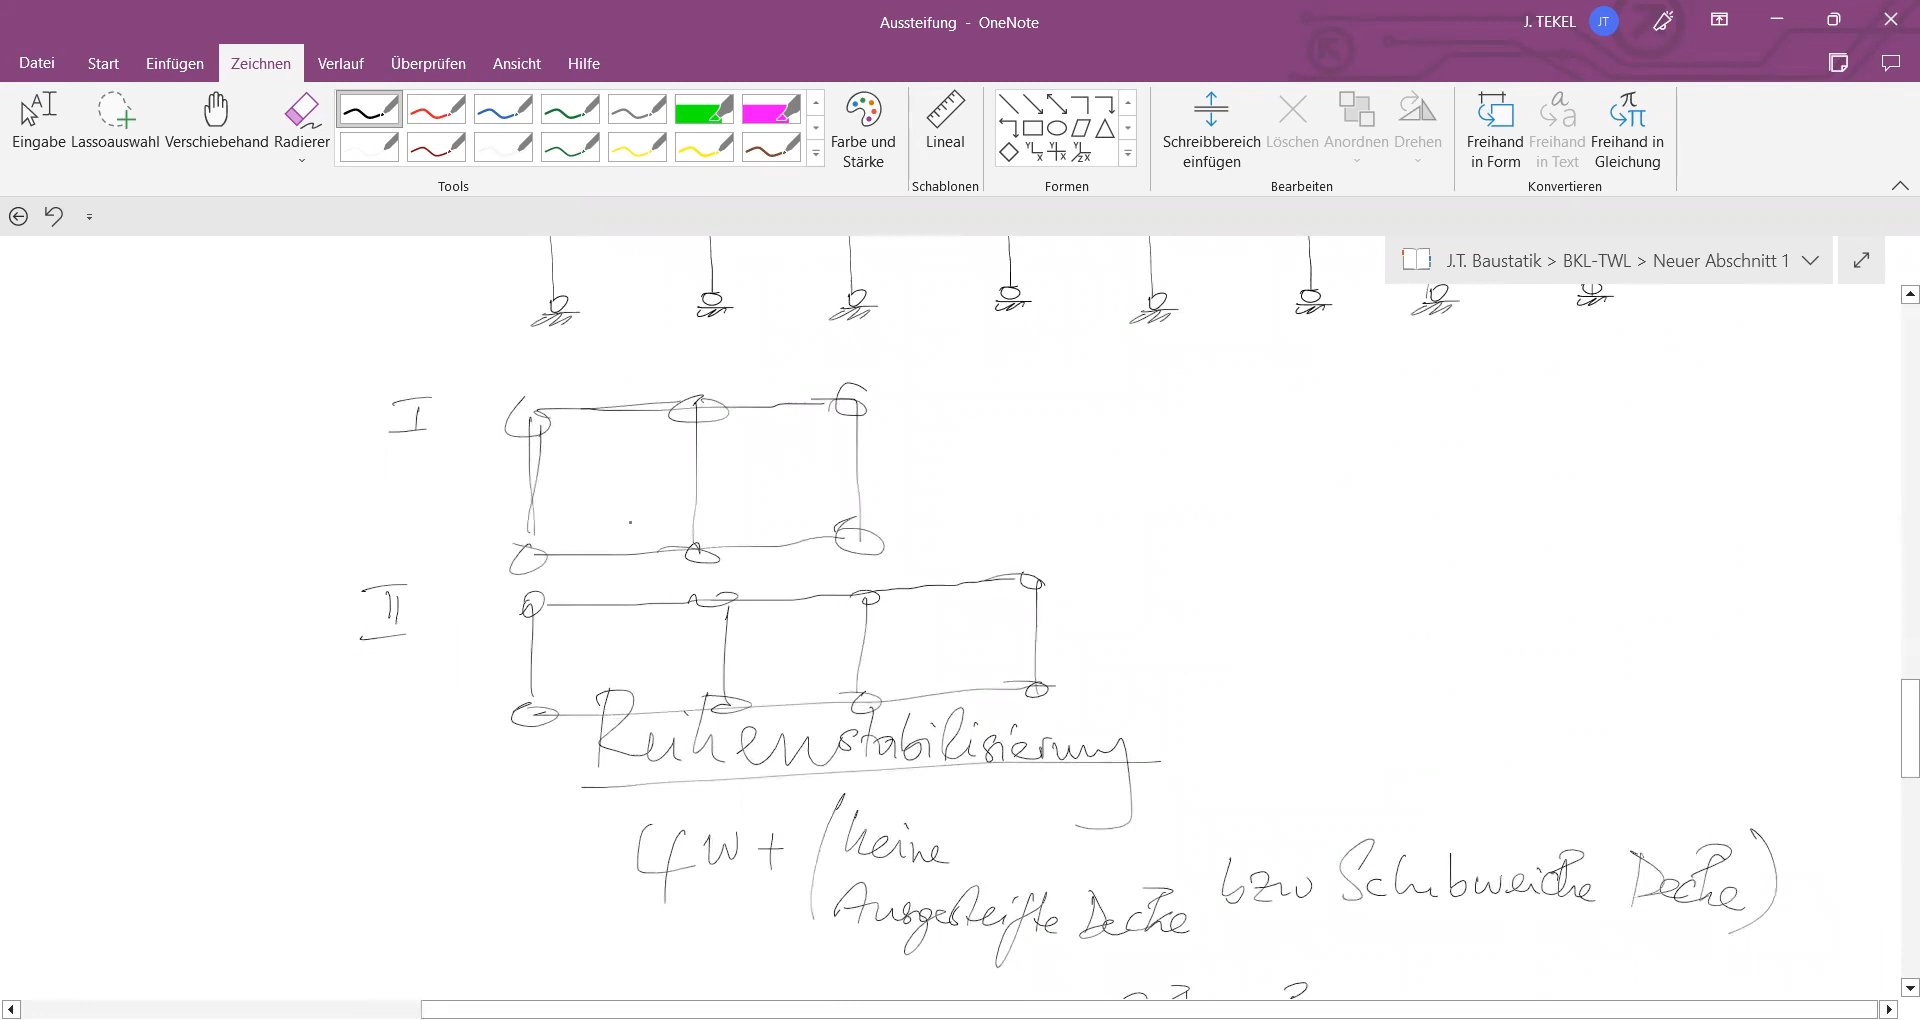 Aussteifung - OneNote
J. TEKEL JT
Datei Start Einfügen Zeichnen Verlauf Überprüfen Ansicht Hilfe
Eingabe Lassoauswahl Verschiebehand Radierer
Farbe und Stärke
Lineal
Schreibbereich einfügen
Löschen Anordnen Drehen
Freihand in Form
Freihand in Text
Freihand in Gleichung
Tools Schablonen Formen Bearbeiten Konvertieren
J.T. Baustatik > BKL-TWL > Neuer Abschnitt 1
I
II
Reihenstabilisierung
4W + (keine
Ausgesteifte Decke bzw Schubweiche Decke)